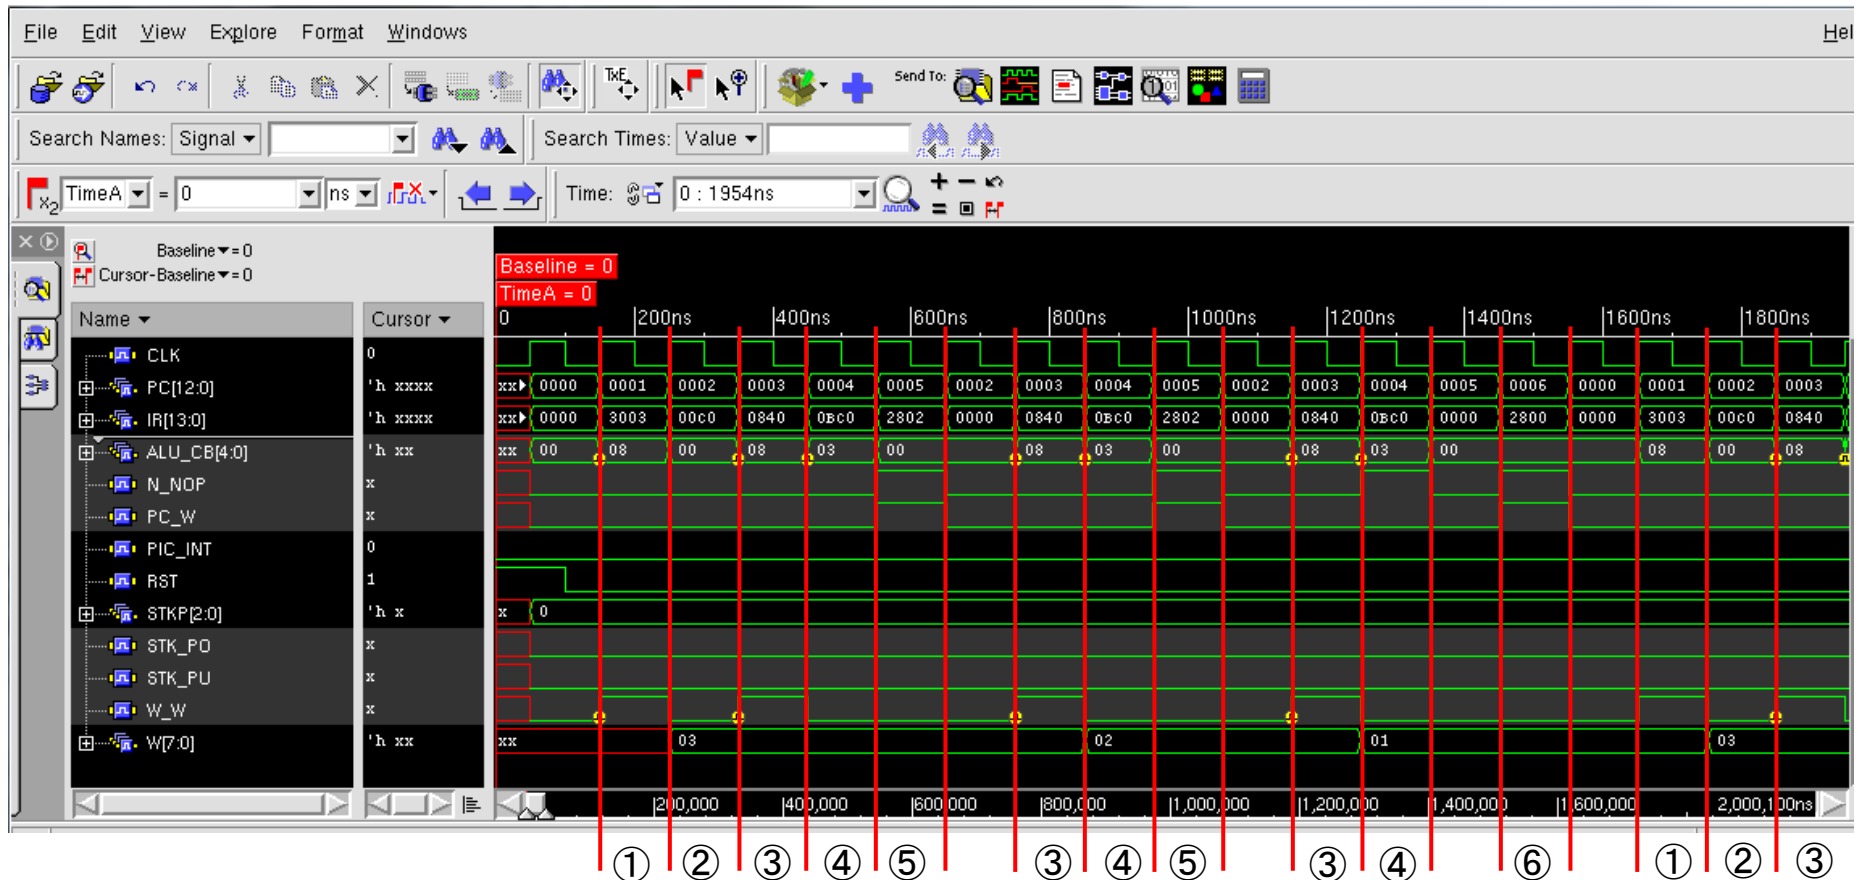 File Edit View Explore Format Windows Hel
TxE Send To:
Search Names: Signal Search Times: Value
x2 TimeA = 0 ns Time: 0 : 1954ns
Baseline = 0
Cursor-Baseline = 0
Baseline = 0
TimeA = 0
Name Cursor 0 200ns 400ns 600ns 800ns 1000ns 1200ns 1400ns 1600ns 1800ns
CLK 0
PC[12:0] 'h xxxx xx 0000 0001 0002 0003 0004 0005 0002 0003 0004 0005 0002 0003 0004 0005 0006 0000 0001 0002 0003
IR[13:0] 'h xxxx xx 0000 3003 00C0 0840 0BC0 2802 0000 0840 0BC0 2802 0000 0840 0BC0 0000 2800 0000 3003 00C0 0840
ALU_CB[4:0] 'h xx xx 00 08 00 08 03 00 08 03 00 08 03 00 08 00 08
N_NOP x
PC_W x
PIC_INT 0
RST 1
STKP[2:0] 'h x x 0
STK_PO x
STK_PU x
W_W x
W[7:0] 'h xx xx 03 02 01 03
200,000 400,000 600,000 800,000 1,000,000 1,200,000 1,400,000 1,600,000 2,000,100ns
① ② ③ ④ ⑤ ③ ④ ⑤ ③ ④ ⑥ ① ② ③